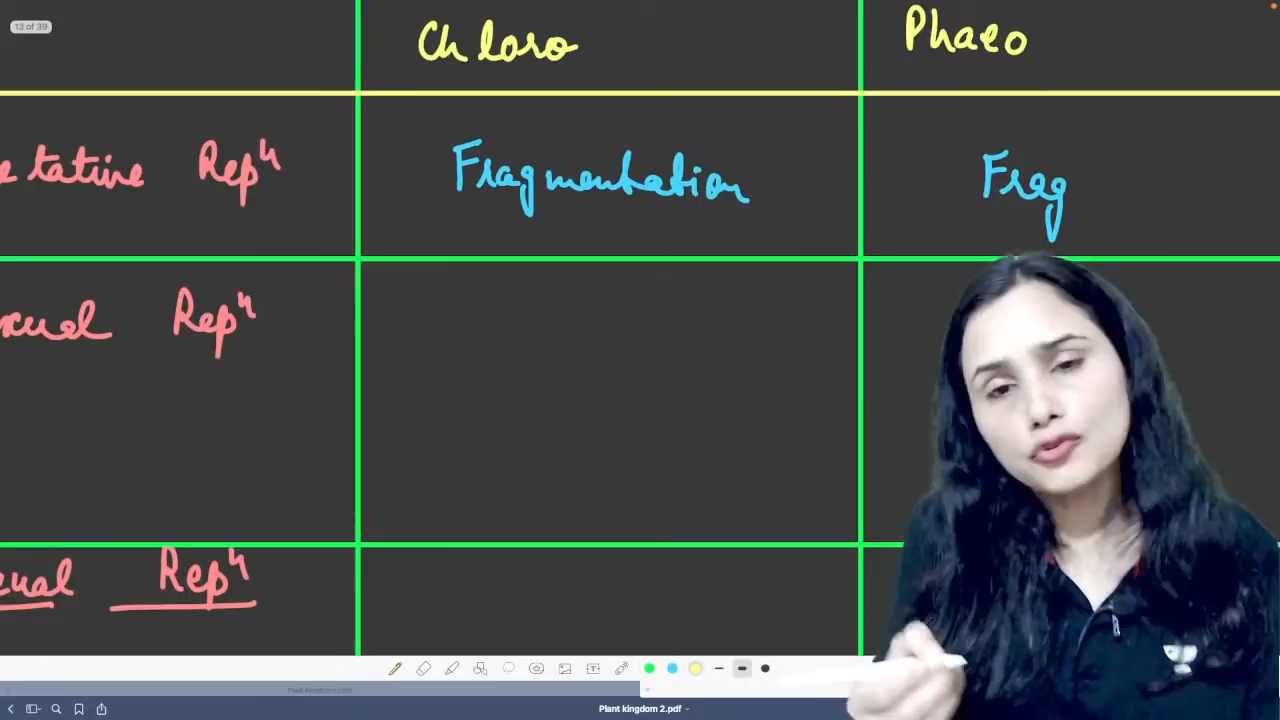 13 of 39
Chloro
Phaeo
etative Repⁿ
Fragmentation
Frag
xual Repⁿ
xual Repⁿ
Plant kingdom 2.pdf